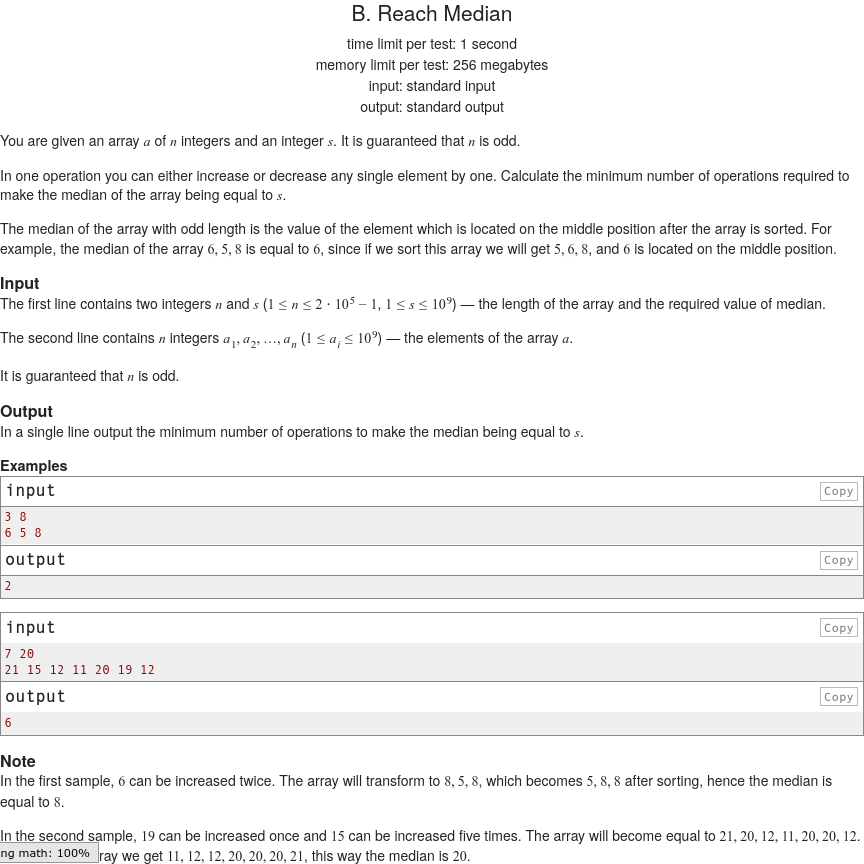 B. Reach Median
time limit per test: 1 second
memory limit per test: 256 megabytes
input: standard input
output: standard output
You are given an array a of n integers and an integer s. It is guaranteed that n is odd.
In one operation you can either increase or decrease any single element by one. Calculate the minimum number of operations required to
make the median of the array being equal to s.
The median of the array with odd length is the value of the element which is located on the middle position after the array is sorted. For
example, the median of the array 6, 5, 8 is equal to 6, since if we sort this array we will get 5, 6, 8, and 6 is located on the middle position.
Input
The first line contains two integers n and s (1 ≤ n ≤ 2 · 10^5 − 1, 1 ≤ s ≤ 10^9) — the length of the array and the required value of median.
The second line contains n integers a_1, a_2, …, a_n (1 ≤ a_i ≤ 10^9) — the elements of the array a.
It is guaranteed that n is odd.
Output
In a single line output the minimum number of operations to make the median being equal to s.
Examples
input Copy
3 8
6 5 8
output Copy
2
input Copy
7 20
21 15 12 11 20 19 12
output Copy
6
Note
In the first sample, 6 can be increased twice. The array will transform to 8, 5, 8, which becomes 5, 8, 8 after sorting, hence the median is
equal to 8.
In the second sample, 19 can be increased once and 15 can be increased five times. The array will become equal to 21, 20, 12, 11, 20, 20, 12.
ng math: 100% ray we get 11, 12, 12, 20, 20, 20, 21, this way the median is 20.